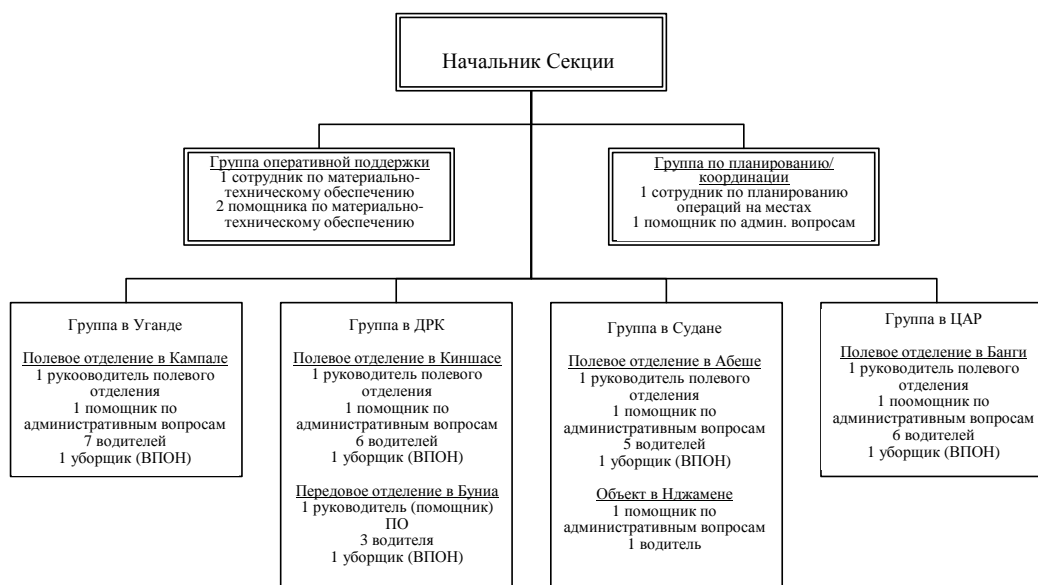 Начальник Секции
Группа оперативной поддержки
1 сотрудник по материально-
техническому обеспечению
2 помощника по материально-
техническому обеспечению
Группа по планированию/
координации
1 сотрудник по планированию
операций на местах
1 помощник по админ. вопросам
Группа в Уганде
Полевое отделение в Кампале
1 рукооводитель полевого
отделения
1 помощник по
административным вопросам
7 водителей
1 уборщик (ВПОН)
Группа в ДРК
Полевое отделение в Киншасе
1 руководитель полевого
отделения
1 помощник по
административным вопросам
6 водителей
1 уборщик (ВПОН)
Передовое отделение в Буниа
1 руководитель (помощник)
ПО
3 водителя
1 уборщик (ВПОН)
Группа в Судане
Полевое отделение в Абеше
1 руководитель полевого
отделения
1 помощник по
административным вопросам
5 водителей
1 уборщик (ВПОН)
Объект в Нджамене
1 помощник по
административным вопросам
1 водитель
Группа в ЦАР
Полевое отделение в Банги
1 руководитель полевого
отделения
1 поомощник по
административным вопросам
6 водителей
1 уборщик (ВПОН)